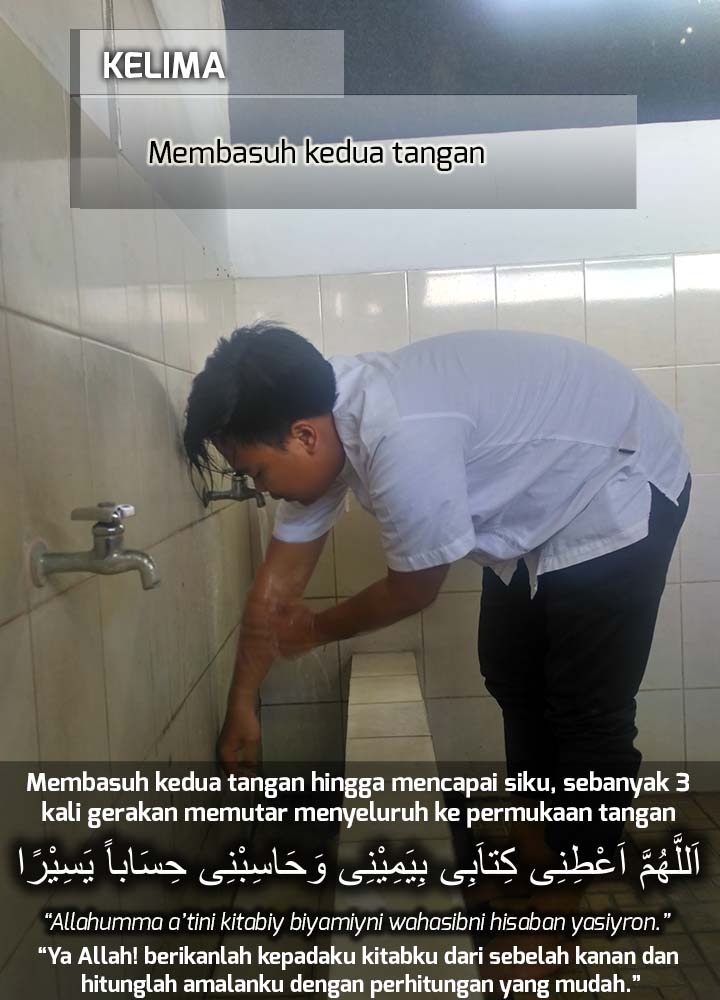 KELIMA
Membasuh kedua tangan
Membasuh kedua tangan hingga mencapai siku, sebanyak 3
kali gerakan memutar menyeluruh ke permukaan tangan
اَللَّهُمَّ اَعْطِنِى كِتاَبِى بِيَمِيْنِى وَحَاسِبْنِى حِسَاباً يَسِيْرًا
“Allahumma a’tini kitabiy biyamiyni wahasibni hisaban yasiyron.”
“Ya Allah! berikanlah kepadaku kitabku dari sebelah kanan dan
hitunglah amalanku dengan perhitungan yang mudah.”